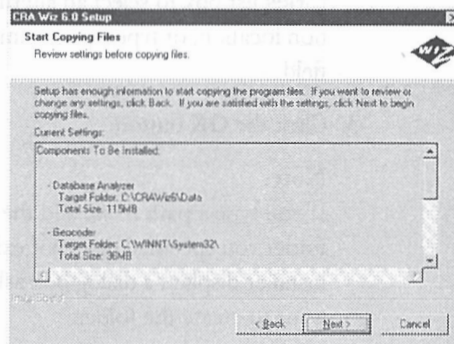 CRA Wiz 6.0 Setup
Start Copying Files
Review settings before copying files.
WIZ
Setup has enough information to start copying the program files. If you want to review or
change any settings, click Back. If you are satisfied with the settings, click Next to begin
copying files.
Current Settings:
Components To Be Installed:
- Database Analyzer
Target Folder: C:\CRAWiz6\Data
Total Size: 115MB
- Geocoder
Target Folder: C:\WINNT\System32\
Total Size: 36MB
< Back
Next >
Cancel